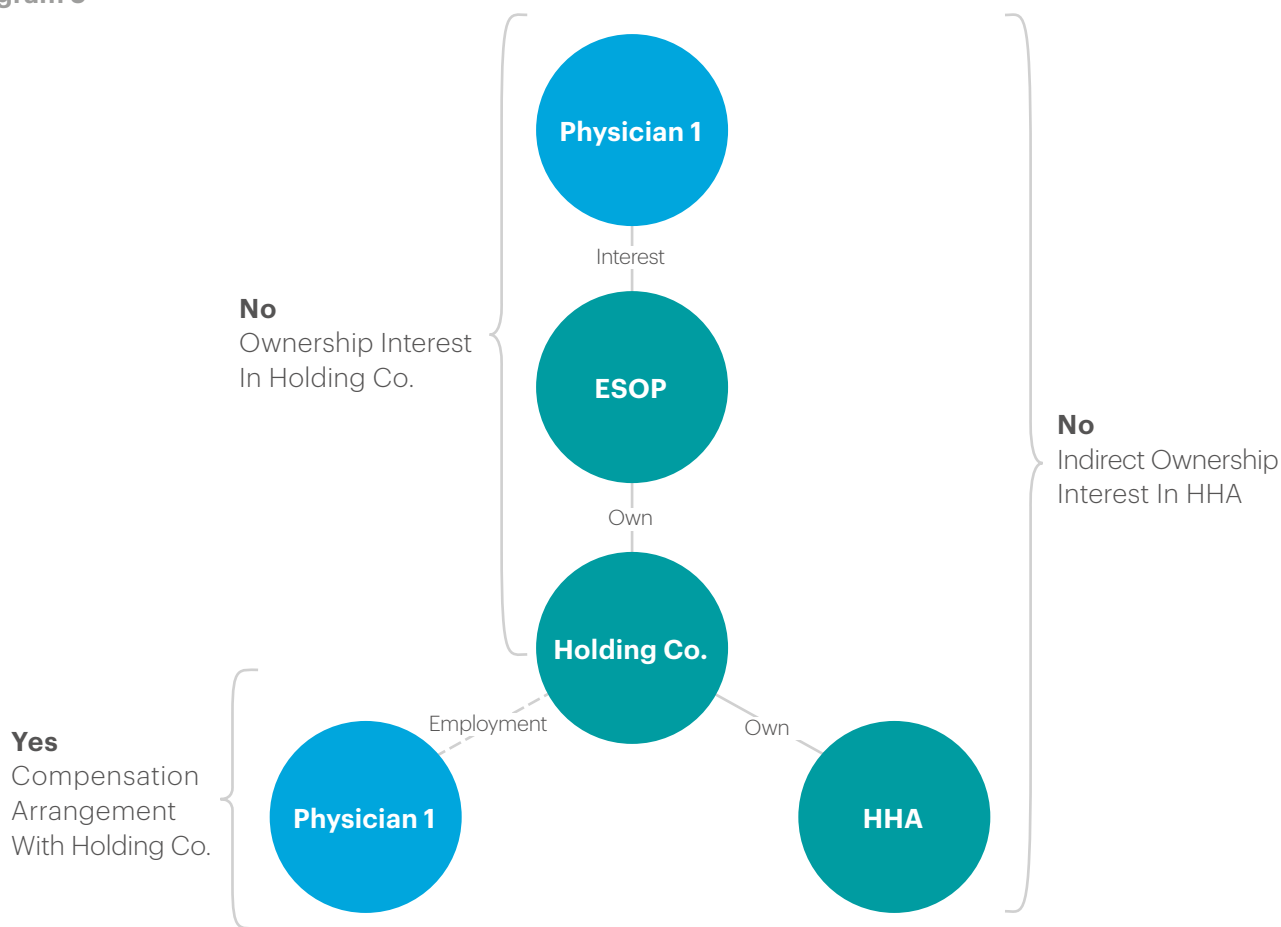 Physician 1
Interest
No
Ownership Interest
In Holding Co.
ESOP
No
Indirect Ownership
Interest In HHA
Own
Holding Co.
Employment
Own
Yes
Compensation
Arrangement
With Holding Co.
Physician 1
HHA